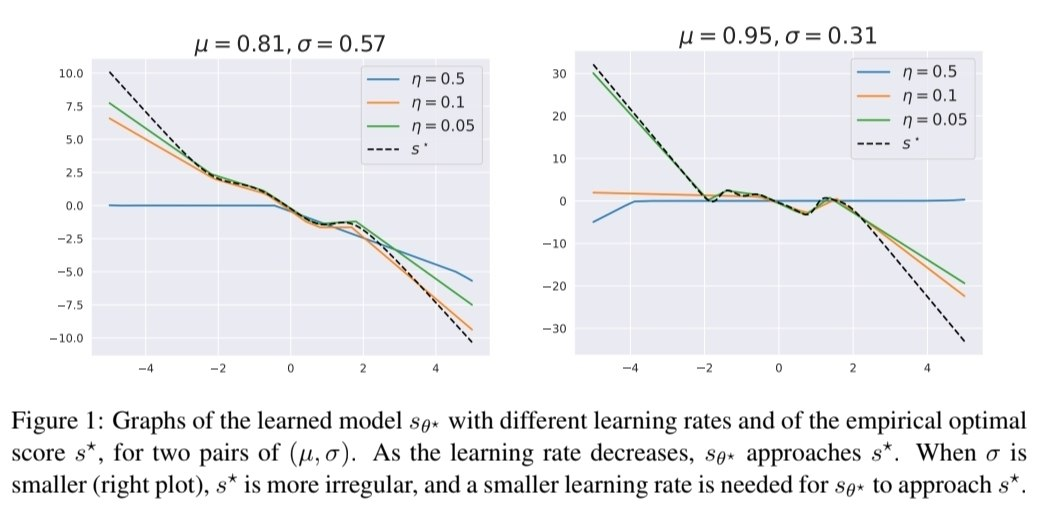 μ = 0.81, σ = 0.57
10.0
7.5
5.0
2.5
0.0
−2.5
−5.0
−7.5
−10.0
−4
−2
0
2
4
η = 0.5
η = 0.1
η = 0.05
s⋆
μ = 0.95, σ = 0.31
30
20
10
0
−10
−20
−30
−4
−2
0
2
4
η = 0.5
η = 0.1
η = 0.05
s⋆
Figure 1: Graphs of the learned model sθ⋆ with different learning rates and of the empirical optimal
score s⋆, for two pairs of (μ, σ). As the learning rate decreases, sθ⋆ approaches s⋆. When σ is
smaller (right plot), s⋆ is more irregular, and a smaller learning rate is needed for sθ⋆ to approach s⋆.